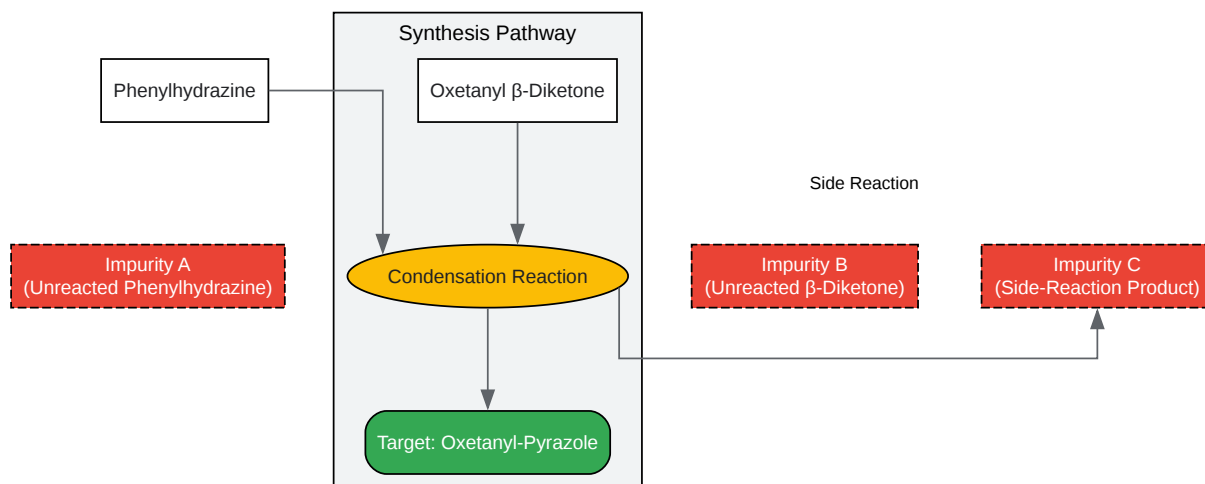 Synthesis Pathway
Phenylhydrazine
Oxetanyl β-Diketone
Side Reaction
Impurity A
(Unreacted Phenylhydrazine)
Condensation Reaction
Impurity B
(Unreacted β-Diketone)
Impurity C
(Side-Reaction Product)
Target: Oxetanyl-Pyrazole